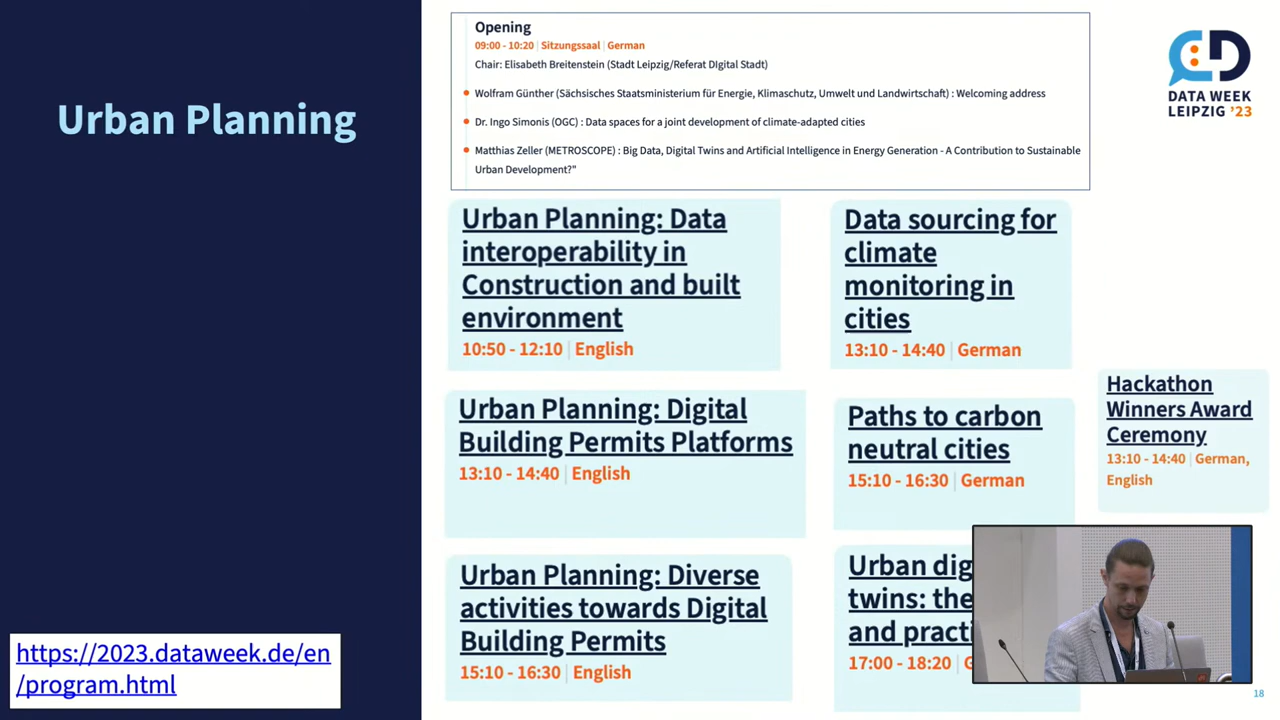 Urban Planning
https://2023.dataweek.de/en
/program.html
Opening
09:00 - 10:20 | Sitzungssaal | German
Chair: Elisabeth Breitenstein (Stadt Leipzig/Referat DIgital Stadt)
Wolfram Günther (Sächsisches Staatsministerium für Energie, Klimaschutz, Umwelt und Landwirtschaft) : Welcoming address
Dr. Ingo Simonis (OGC) : Data spaces for a joint development of climate-adapted cities
Matthias Zeller (METROSCOPE) : Big Data, Digital Twins and Artificial Intelligence in Energy Generation - A Contribution to Sustainable
Urban Development?"
DATA WEEK
LEIPZIG '23
Urban Planning: Data
interoperability in
Construction and built
environment
10:50 - 12:10 | English
Data sourcing for
climate
monitoring in
cities
13:10 - 14:40 | German
Urban Planning: Digital
Building Permits Platforms
13:10 - 14:40 | English
Paths to carbon
neutral cities
15:10 - 16:30 | German
Hackathon
Winners Award
Ceremony
13:10 - 14:40 | German,
English
Urban Planning: Diverse
activities towards Digital
Building Permits
15:10 - 16:30 | English
Urban dig
twins: the
and practi
17:00 - 18:20 |
18